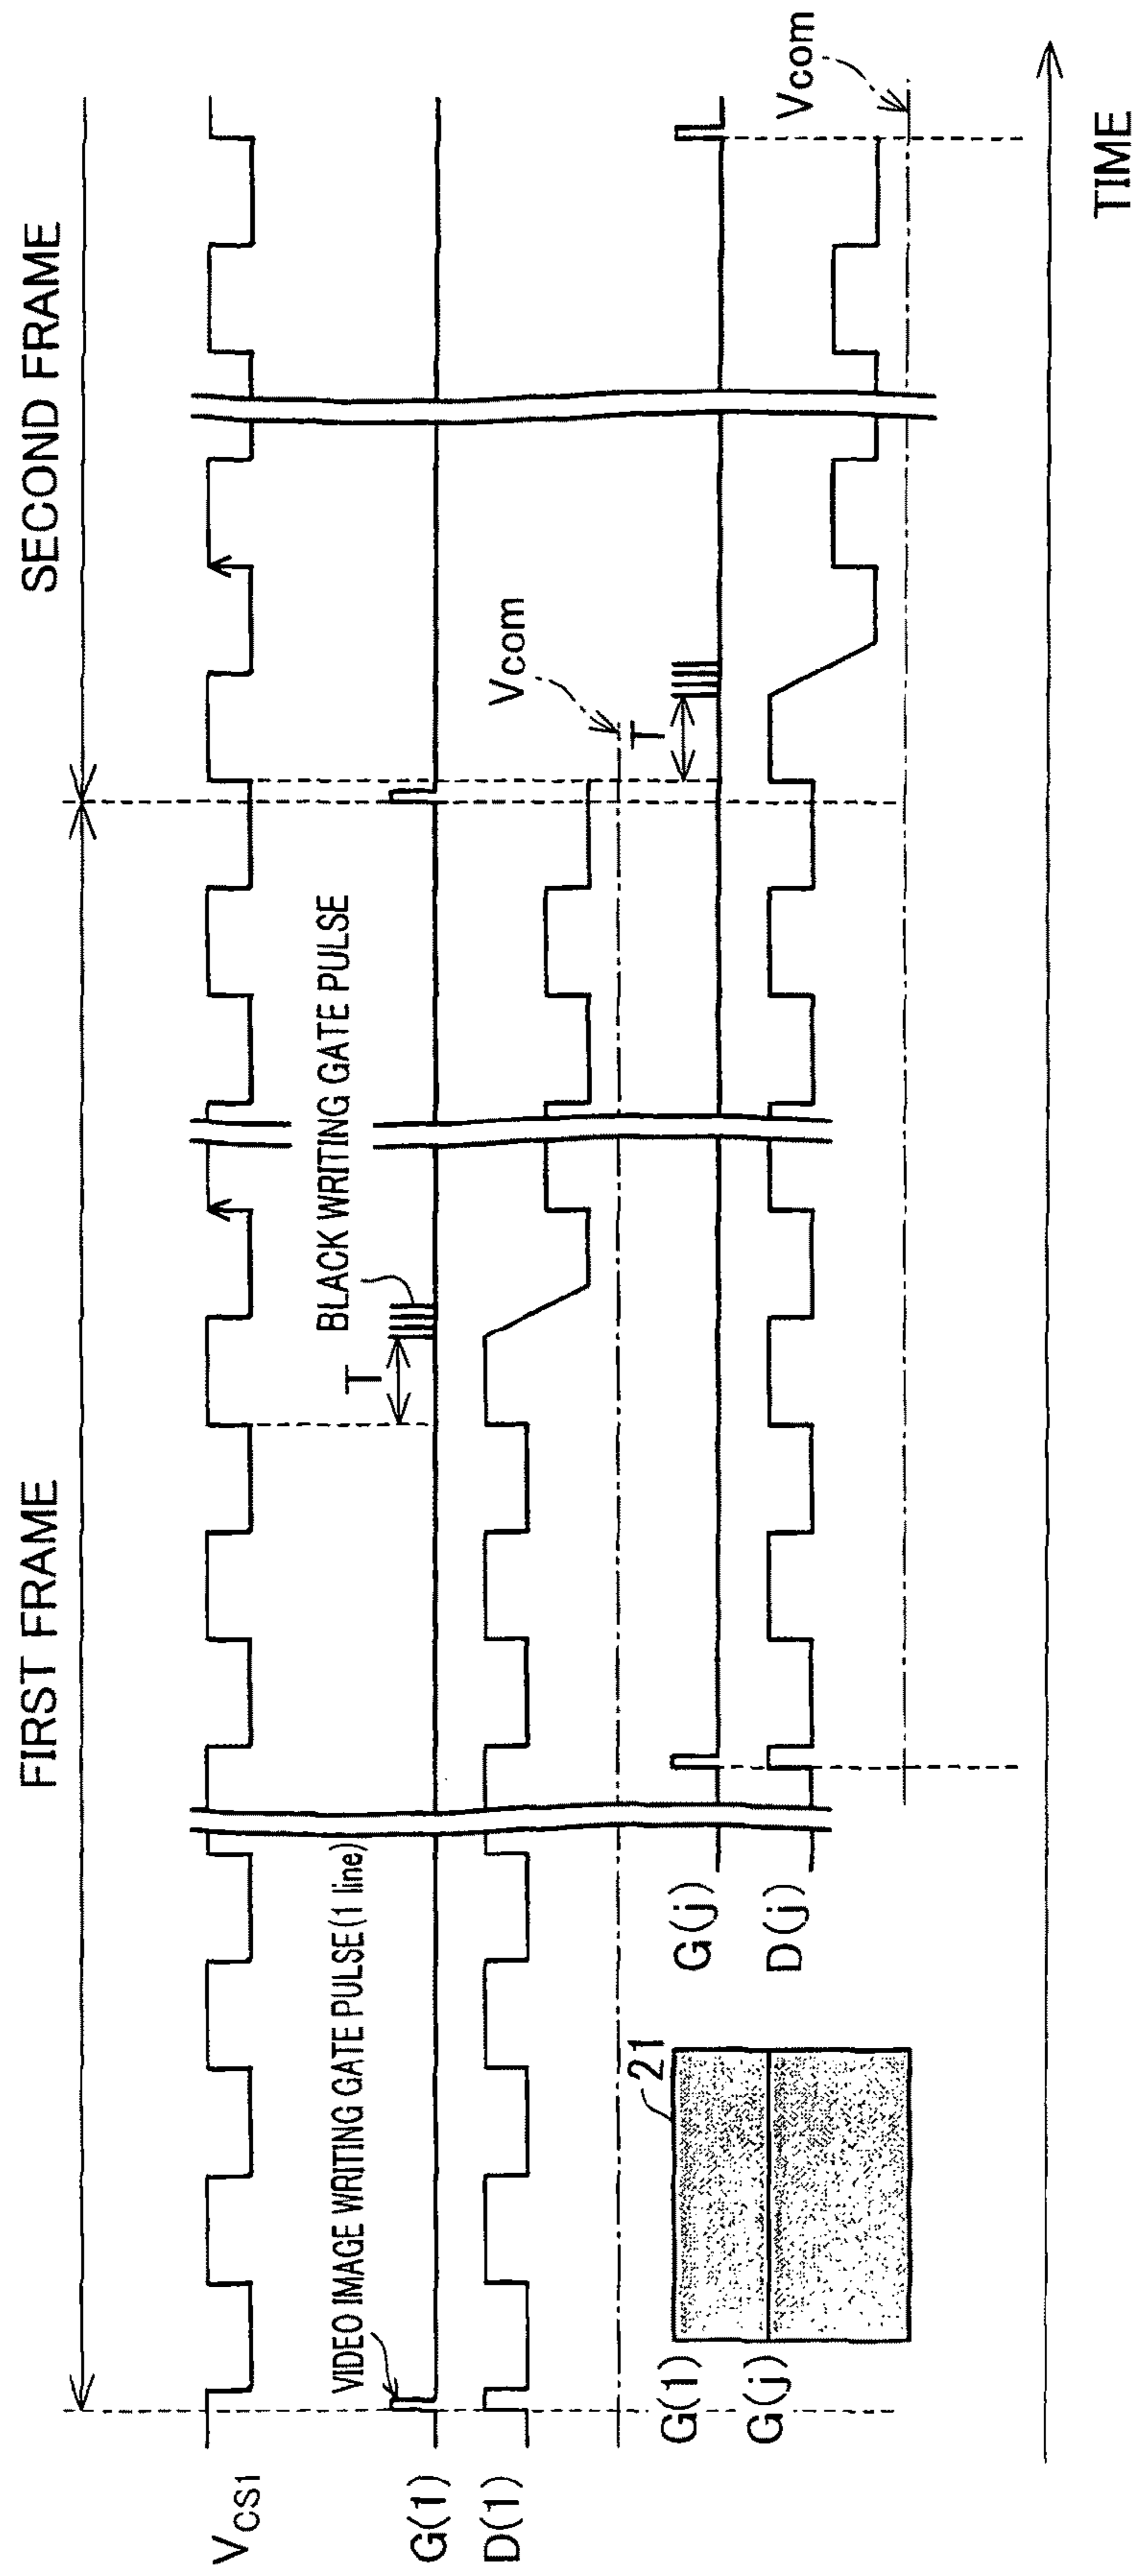 FIRST FRAME
SECOND FRAME
VCS1
VIDEO IMAGE WRITING GATE PULSE(1 line)
BLACK WRITING GATE PULSE
T
G(1)
D(1)
Vcom
T
21
G(1)
G(j)
G(j)
D(j)
Vcom
TIME